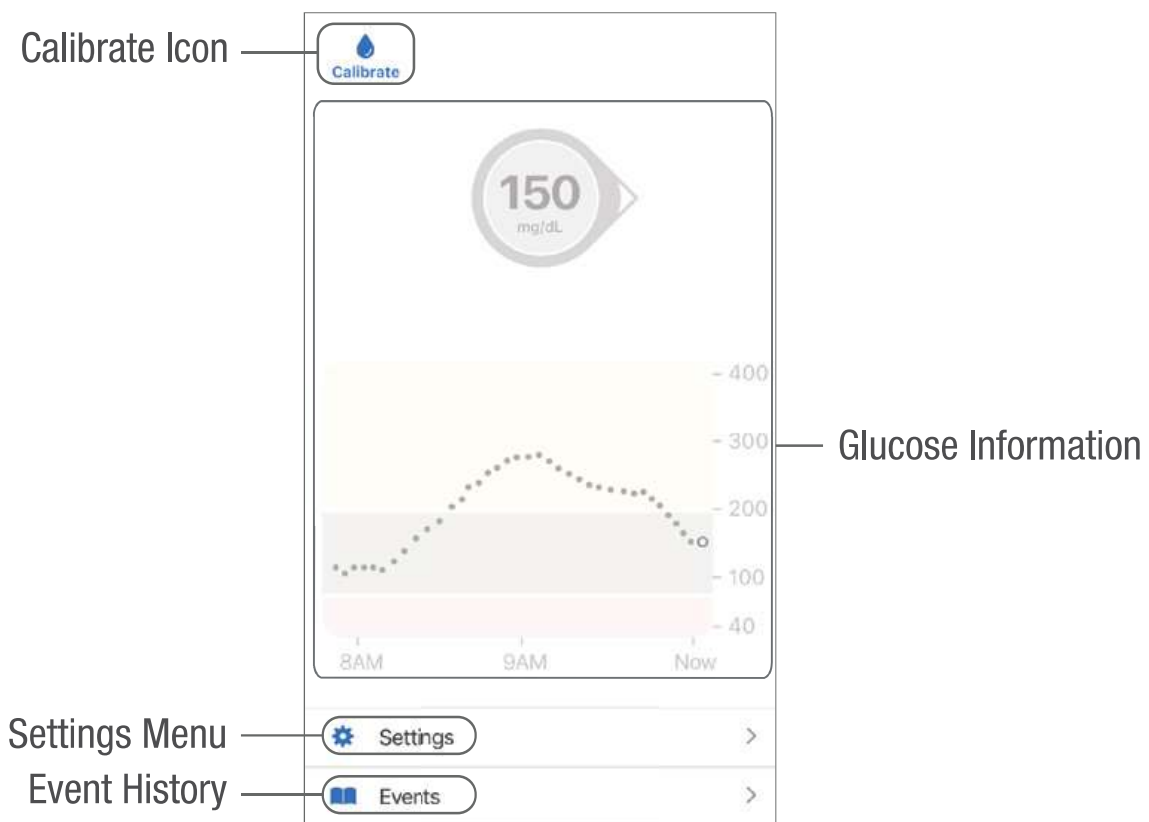 Calibrate Icon
Calibrate
150
mg/dL
- 400
- 300
Glucose Information
- 200
- 100
- 40
8AM 9AM Now
Settings Menu
Settings >
Event History
Events >